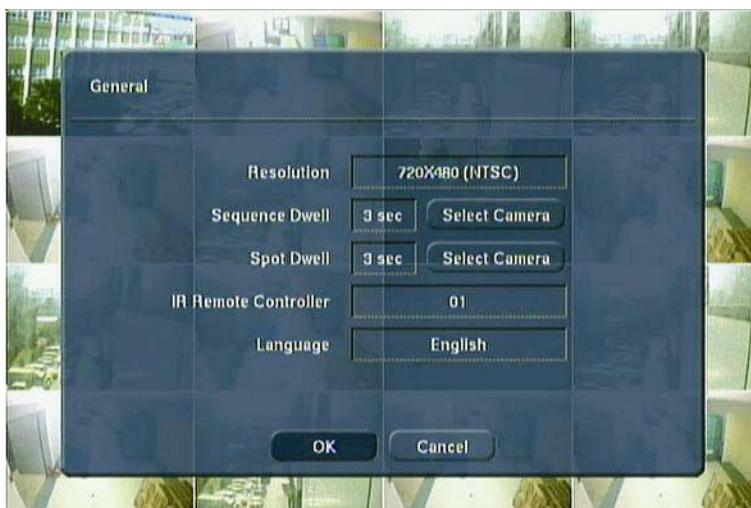 General
Resolution 720X480 (NTSC)
Sequence Dwell 3 sec Select Camera
Spot Dwell 3 sec Select Camera
IR Remote Controller 01
Language English
OK Cancel